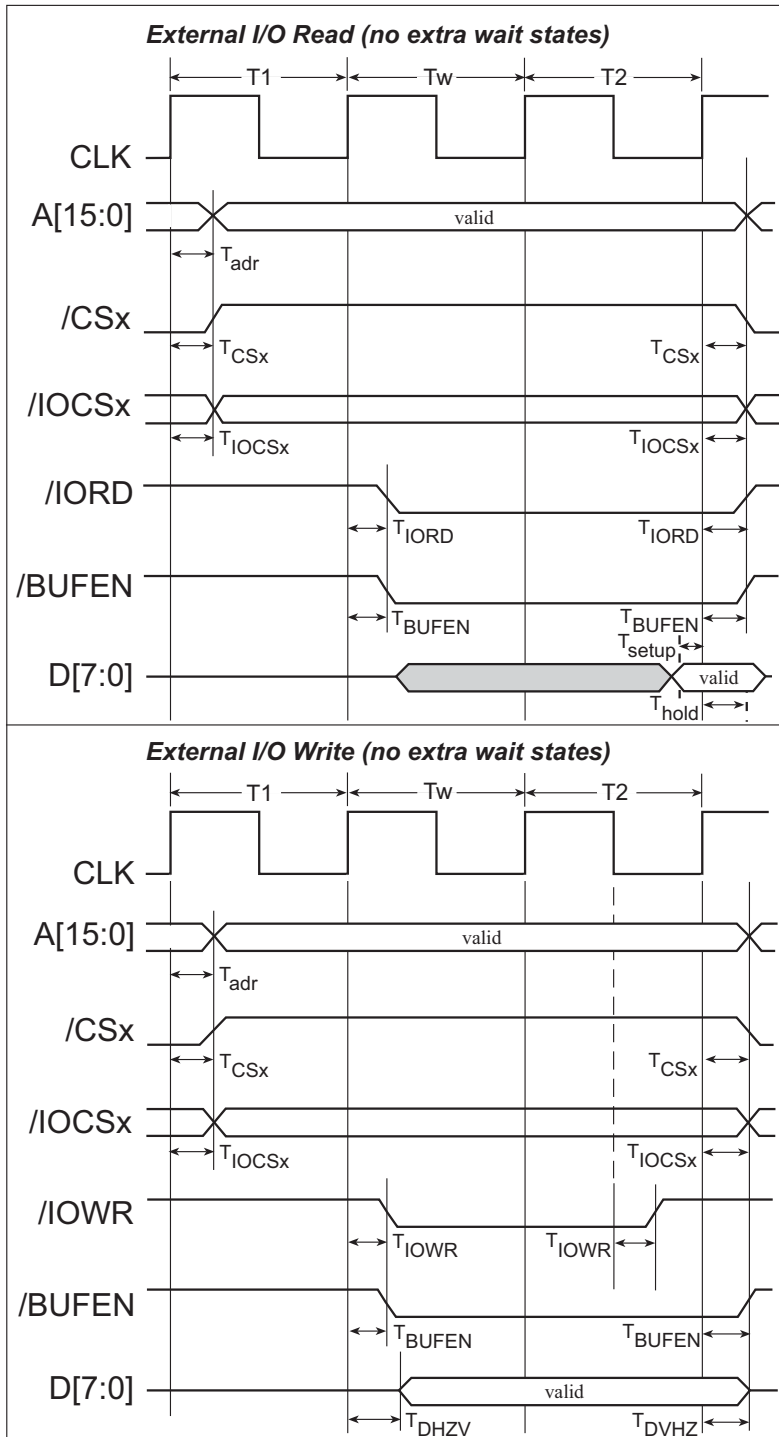 External I/O Read (no extra wait states)
T1 Tw T2
CLK
A[15:0] valid
Tadr
/CSx
TCSx TCSx
/IOCSx
TIOCSx TIOCSx
/IORD
TIORD TIORD
/BUFEN
TBUFEN TBUFEN
Tsetup
D[7:0] valid
Thold
External I/O Write (no extra wait states)
T1 Tw T2
CLK
A[15:0] valid
Tadr
/CSx
TCSx TCSx
/IOCSx
TIOCSx TIOCSx
/IOWR
TIOWR TIOWR
/BUFEN
TBUFEN TBUFEN
D[7:0] valid
TDHZV TDVHZ